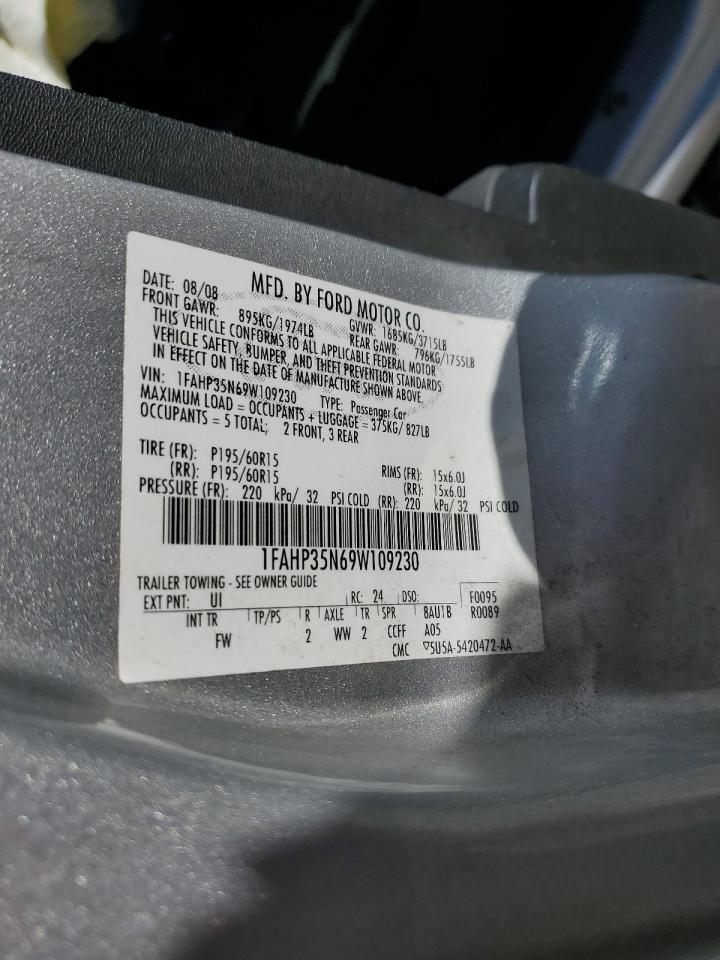 MFD. BY FORD MOTOR CO.
DATE: 08/08 GVWR: 1685KG/3715LB
FRONT GAWR: 895KG/1974LB REAR GAWR: 796KG/1755LB
THIS VEHICLE CONFORMS TO ALL APPLICABLE FEDERAL MOTOR
VEHICLE SAFETY, BUMPER, AND THEFT PREVENTION STANDARDS
IN EFFECT ON THE DATE OF MANUFACTURE SHOWN ABOVE.
VIN: 1FAHP35N69W109230 TYPE: Passenger Car
MAXIMUM LOAD = OCCUPANTS + LUGGAGE = 375KG/ 827LB
OCCUPANTS = 5 TOTAL; 2 FRONT, 3 REAR
TIRE (FR): P195/60R15 RIMS (FR): 15x6.0J
(RR): P195/60R15 (RR): 15x6.0J
PRESSURE (FR): 220 kPa/ 32 PSI COLD (RR): 220 kPa/ 32 PSI COLD
1FAHP35N69W109230
TRAILER TOWING - SEE OWNER GUIDE
EXT PNT: UI RC: 24 DSO: F0095
INT TR TP/PS R AXLE TR SPR 8AU1B R0089
FW 2 WW 2 CCFF A05
CMC ▽5U5A-5420472-AA